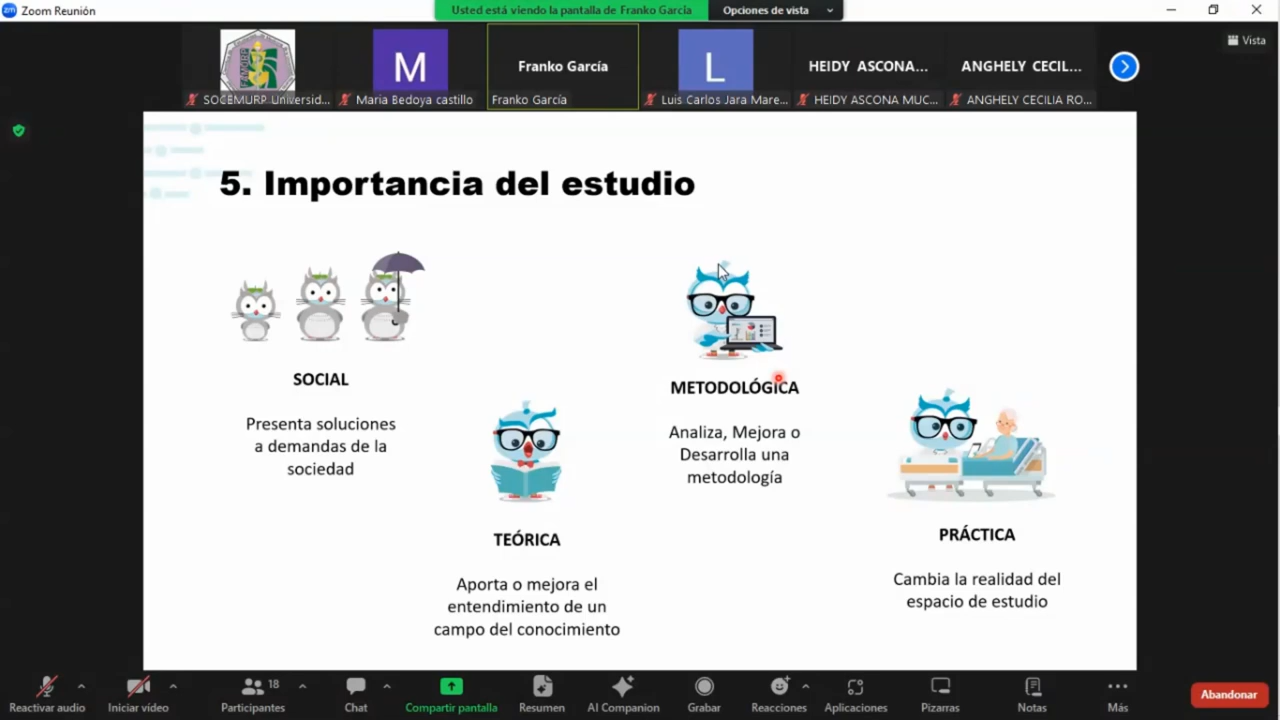 zm Zoom Reunión
Usted está viendo la pantalla de Franko Garcia
Opciones de vista
Vista
M
Franko García
L
HEIDY ASCONA...
ANGHELY CECIL...
SOCEMURP Universid...
Maria Bedoya castillo
Franko García
Luis Carlos Jara Mare...
HEIDY ASCONA MUC...
ANGHELY CECILIA RO...
5. Importancia del estudio
SOCIAL
Presenta soluciones
a demandas de la
sociedad
TEÓRICA
Aporta o mejora el
entendimiento de un
campo del conocimiento
METODOLÓGICA
Analiza, Mejora o
Desarrolla una
metodología
PRÁCTICA
Cambia la realidad del
espacio de estudio
Reactivar audio
Iniciar vídeo
18
Participantes
Chat
Compartir pantalla
Resumen
AI Companion
Grabar
Reacciones
Aplicaciones
Pizarras
Notas
Más
Abandonar